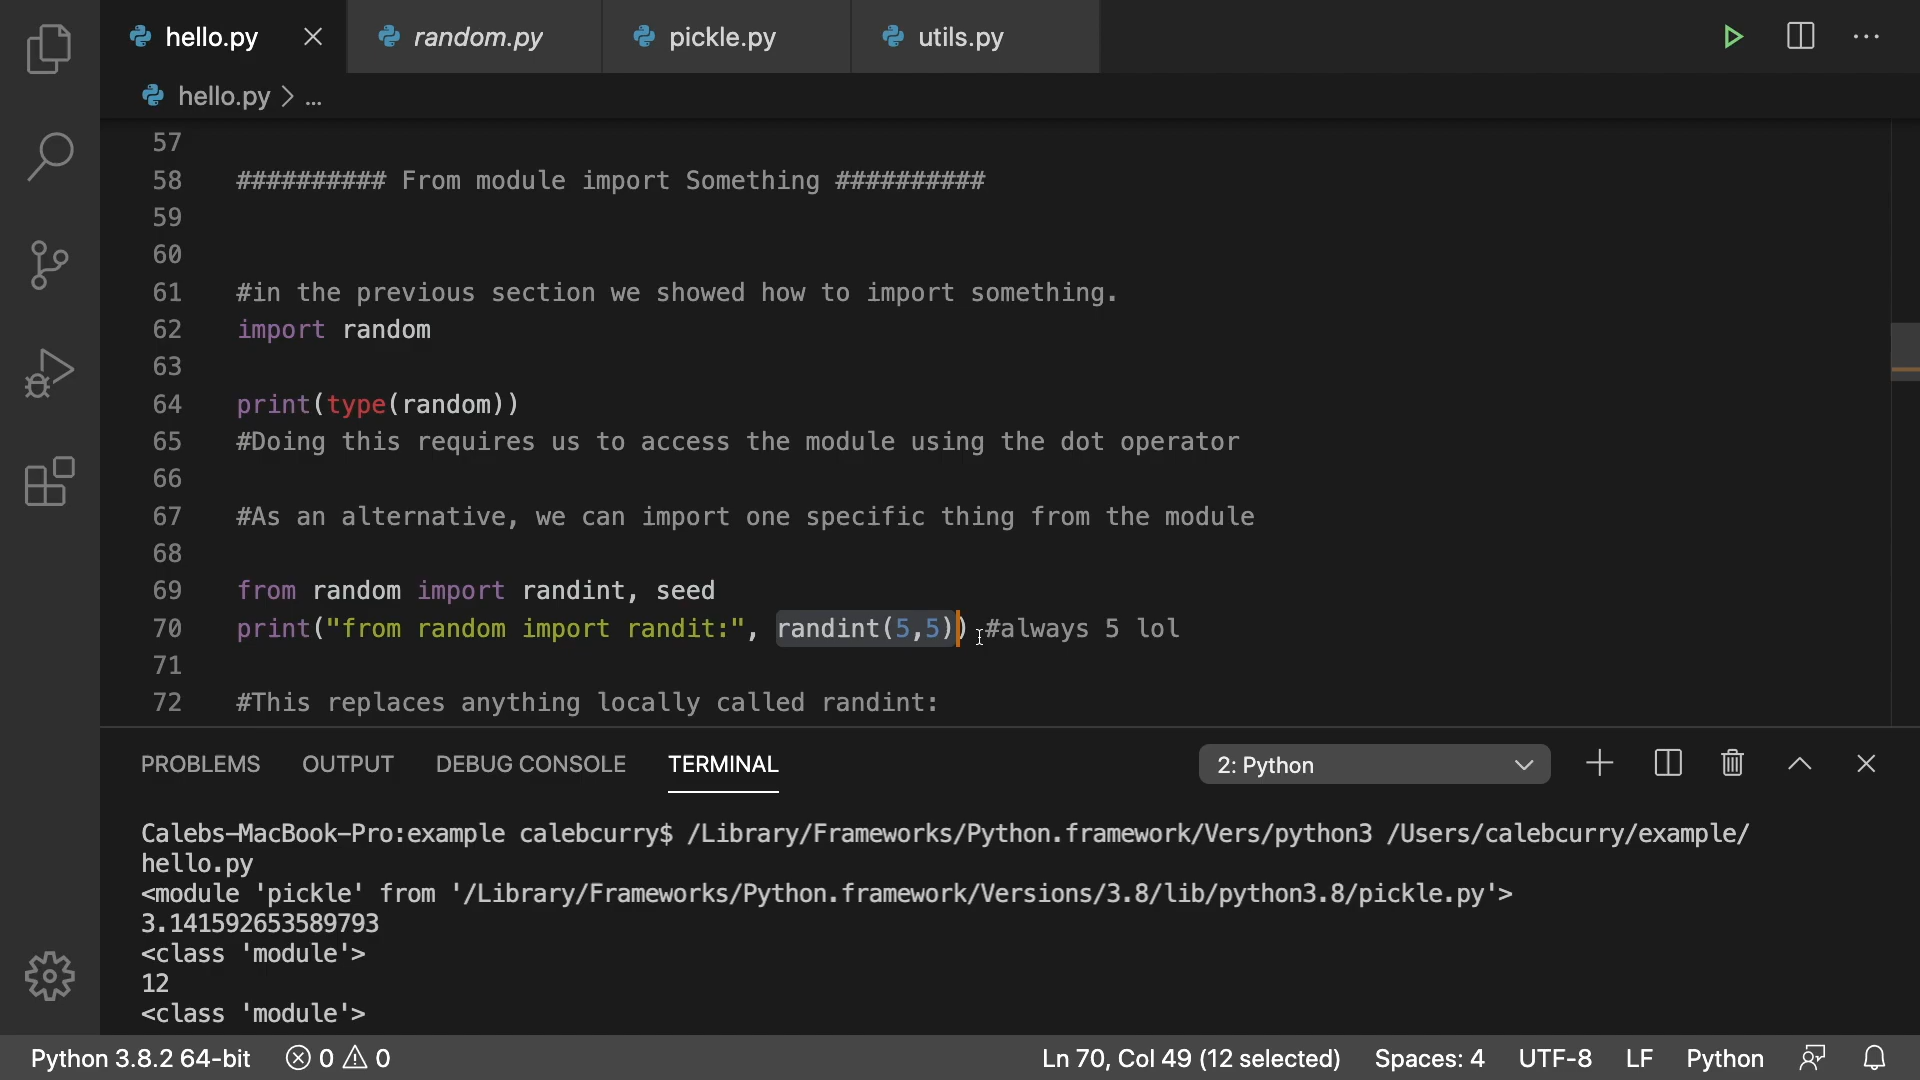 hello.py
random.py
pickle.py
utils.py
hello.py > ...
57
58 ########## From module import Something ##########
59
60
61 #in the previous section we showed how to import something.
62 import random
63
64 print(type(random))
65 #Doing this requires us to access the module using the dot operator
66
67 #As an alternative, we can import one specific thing from the module
68
69 from random import randint, seed
70 print("from random import randit:", randint(5,5)) #always 5 lol
71
72 #This replaces anything locally called randint:
PROBLEMS OUTPUT DEBUG CONSOLE TERMINAL 2: Python
Calebs-MacBook-Pro:example calebcurry$ /Library/Frameworks/Python.framework/Vers/python3 /Users/calebcurry/example/
hello.py
<module 'pickle' from '/Library/Frameworks/Python.framework/Versions/3.8/lib/python3.8/pickle.py'>
3.141592653589793
<class 'module'>
12
<class 'module'>
Python 3.8.2 64-bit 0 0 Ln 70, Col 49 (12 selected) Spaces: 4 UTF-8 LF Python